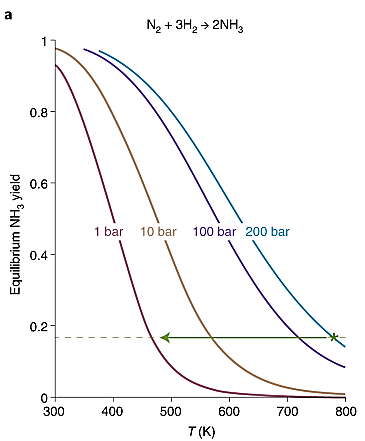 a
N₂ + 3H₂ → 2NH₃
Equilibrium NH₃ yield
1
0.8
0.6
0.4
0.2
0
1 bar 10 bar 100 bar 200 bar
*
300 400 500 600 700 800
T (K)